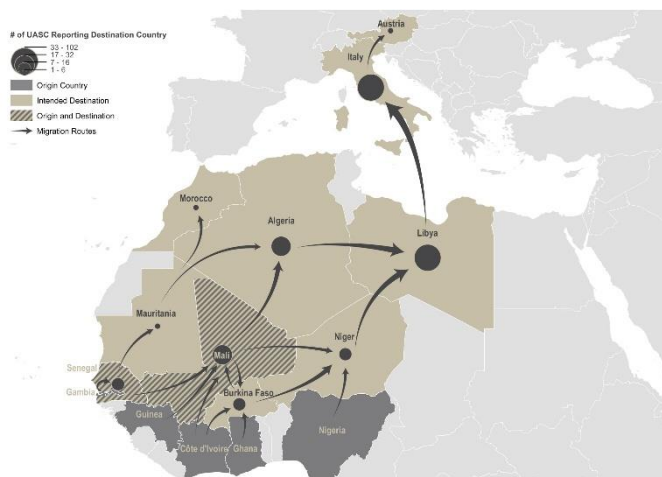 # of UASC Reporting Destination Country
33 - 102
17 - 32
7 - 16
1 - 6
Origin Country
Intended Destination
Origin and Destination
Migration Routes
Austria
Italy
Morocco
Algeria
Libya
Mauritania
Senegal
Mali
Niger
Gambia
Burkina Faso
Guinea
Côte d'Ivoire
Ghana
Nigeria